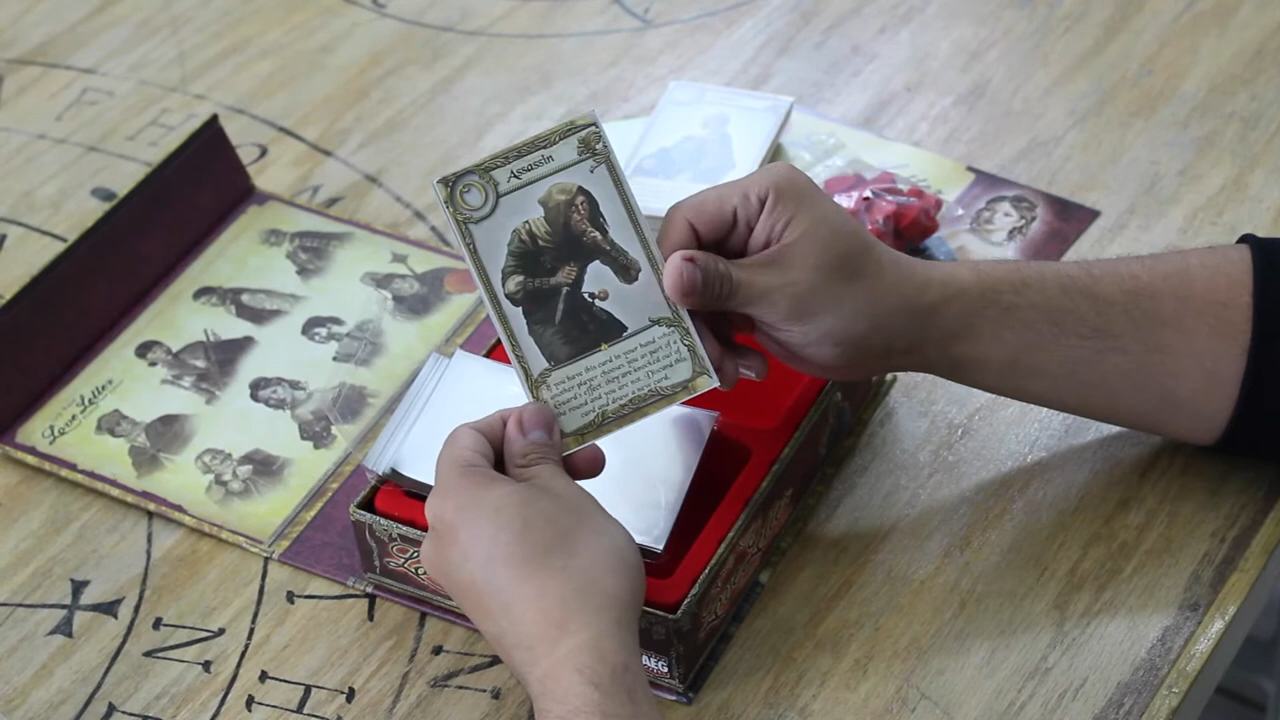 F H O
Assassin
0
If you have this card in your hand when
another player chooses you as part of a
Guard's effect, they are knocked out of
the round and you are not. Discard this
card and draw a new card.
Love Letter
AEG
N
H
I
N